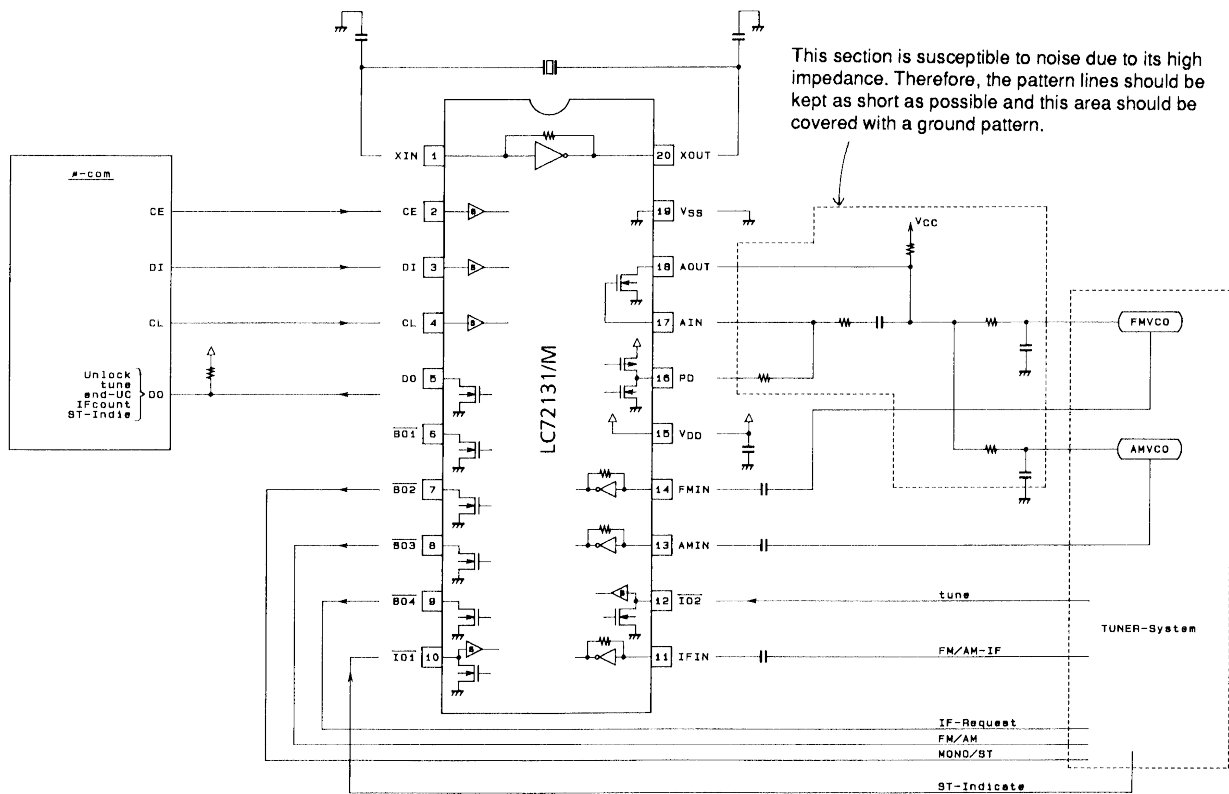 This section is susceptible to noise due to its high
impedance. Therefore, the pattern lines should be
kept as short as possible and this area should be
covered with a ground pattern.
μ-com
CE
DI
CL
Unlock
tune
end-UC
IFcount
ST-Indie
DO
XIN 1
CE 2
DI 3
CL 4
DO 5
BO1 6
BO2 7
BO3 8
BO4 9
IO1 10
S
S
S
S
S
LC72131/M
20 XOUT
19 VSS
18 AOUT
17 AIN
16 PD
15 VDD
14 FMIN
13 AMIN
12 IO2
11 IFIN
VCC
FMVCO
AMVCO
tune
TUNER-System
FM/AM-IF
IF-Request
FM/AM
MONO/ST
ST-Indicate